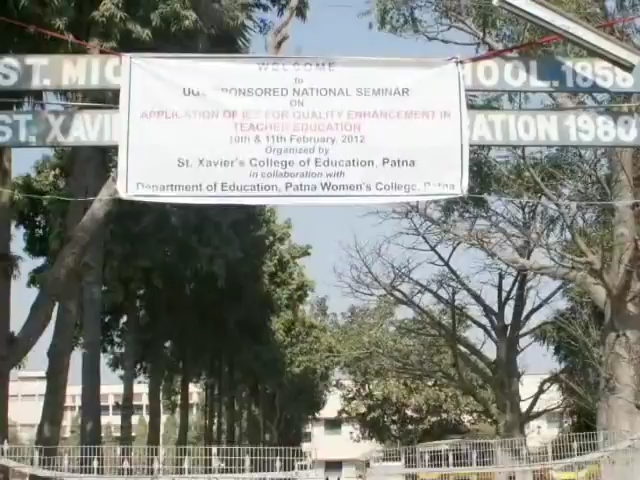 WELCOME
to
NATIONAL SEMINAR
ON
APPLICATION OF ICT FOR QUALITY ENHANCEMENT IN
TEACHER EDUCATION
10th & 11th February, 2012
Organized by
St. Xavier's College of Education, Patna
in collaboration with
Department of Education, Patna Women's College, Patna
ST. MIC
HOOL.1858
ST. XAVI
CATION 1980